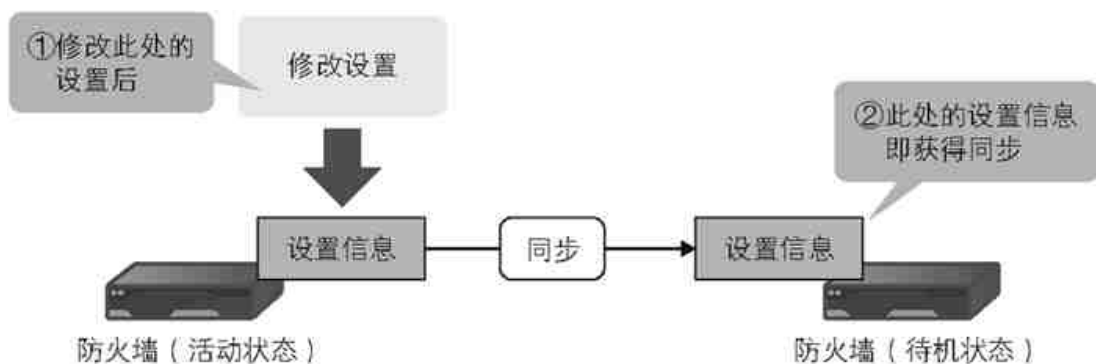 ①修改此处的
设置后
修改设置
②此处的设置信息
即获得同步
设置信息
同步
设置信息
防火墙（活动状态）
防火墙（待机状态）